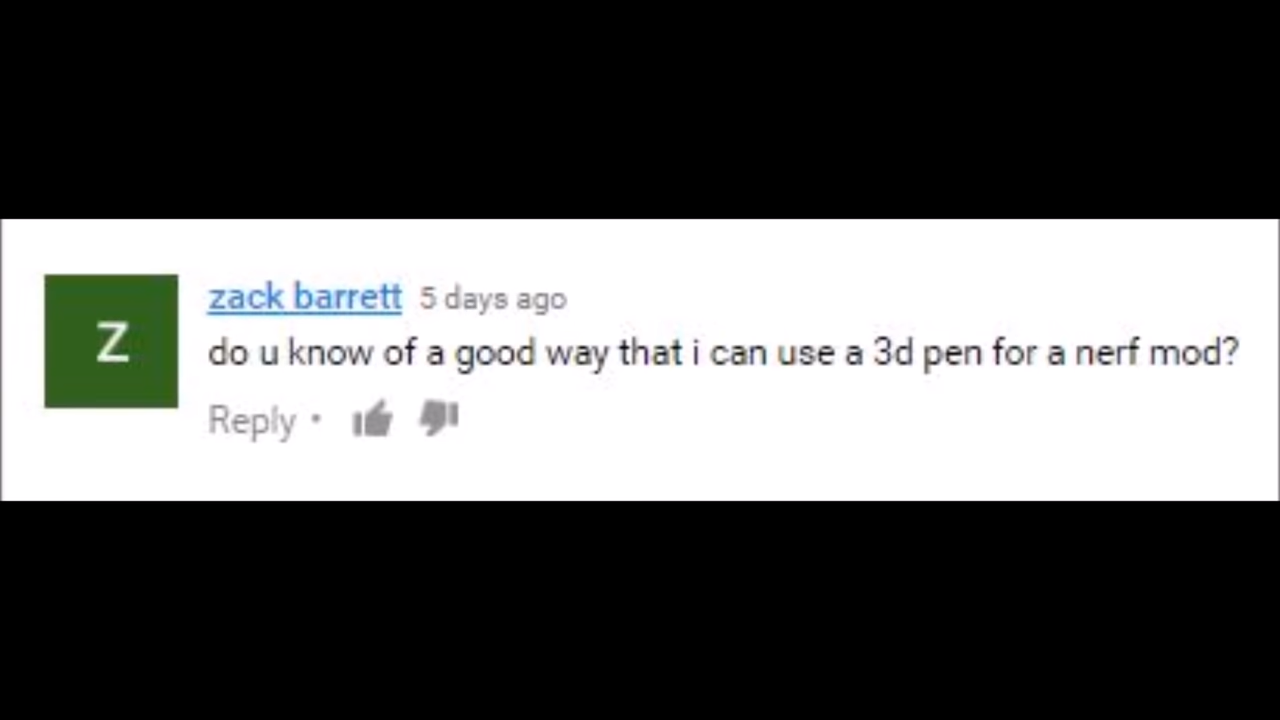 Z
zack barrett 5 days ago
do u know of a good way that i can use a 3d pen for a nerf mod?
Reply •